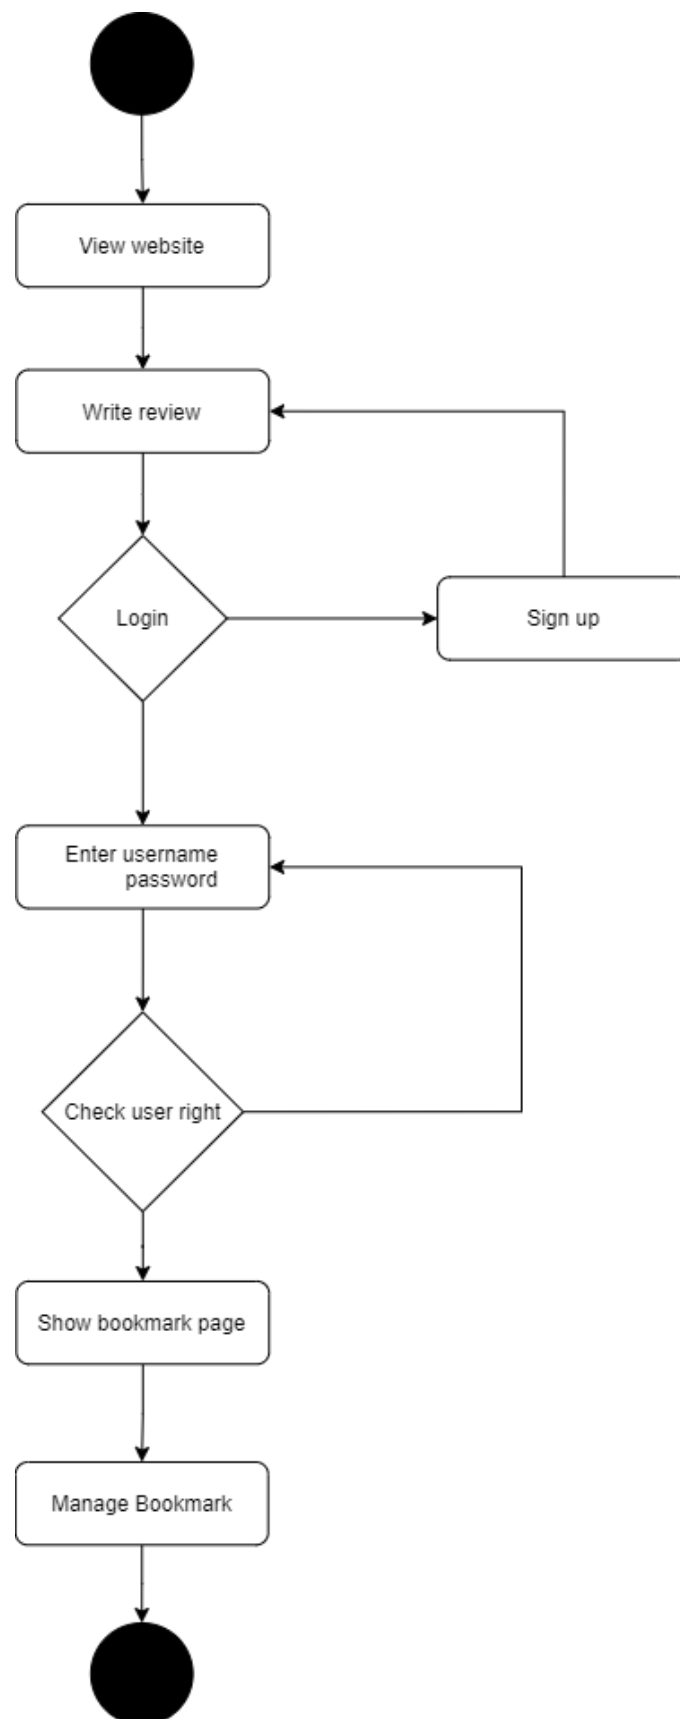 View website
Write review
Login
Sign up
Enter username
password
Check user right
Show bookmark page
Manage Bookmark